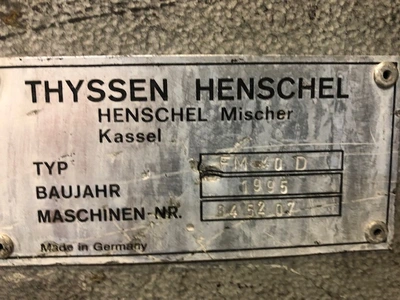 THYSSEN HENSCHEL
HENSCHEL Mischer
Kassel
TYP D
BAUJAHR 1995
MASCHINEN-NR.
Made in Germany